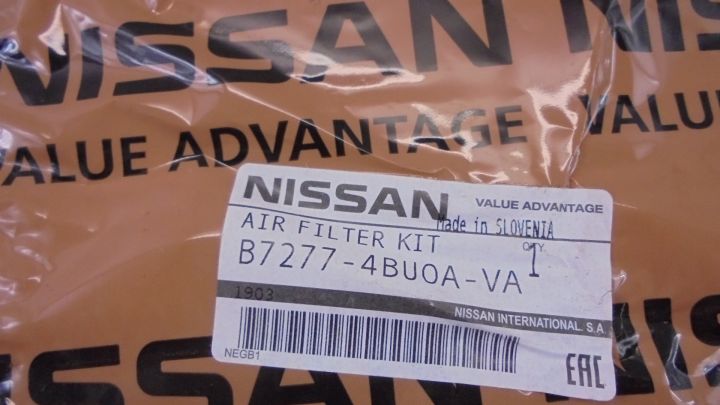 NISSAN NIS
VALUE ADVANTAGE VALU
NISSAN VALUE ADVANTAGE
Made in SLOVENIA
AIR FILTER KIT QTY
B7277-4BU0A-VA 1
1903
NISSAN INTERNATIONAL. S.A
NEGB1
EAC
NISSAN